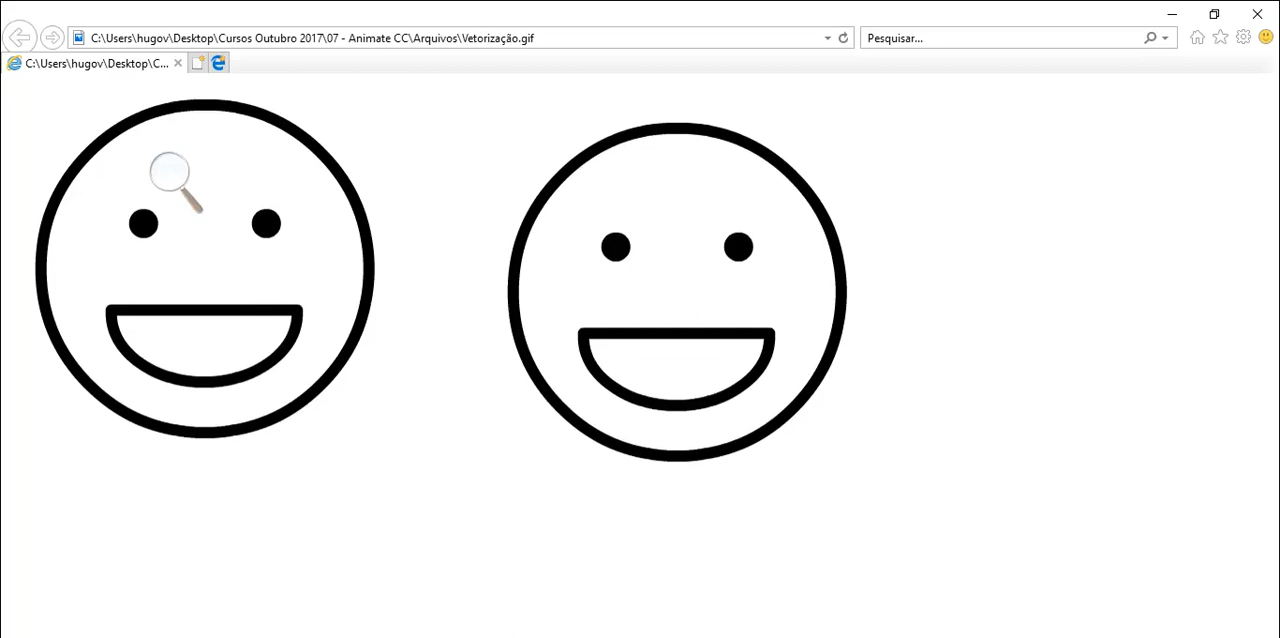 C:\Users\hugov\Desktop\Cursos Outubro 2017\07 - Animate CC\Arquivos\Vetorização.gif
Pesquisar...
C:\Users\hugov\Desktop\C...